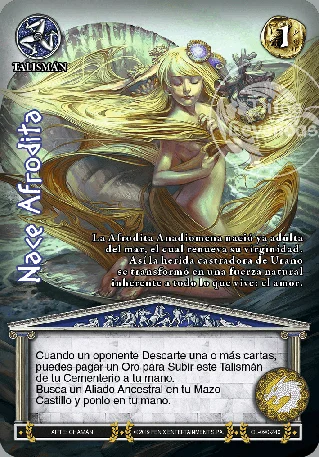 TALISMÁN
1
Nace Afrodita
La Afrodita Anadiomena nació ya adulta
del mar, el cual renueva su virginidad.
Así la herida castradora de Urano
se transformó en una fuerza natural
inherente a todo lo que vive: el amor.
Cuando un oponente Descarte una o más cartas,
puedes pagar un Oro para Subir este Talismán
de tu Cementerio a tu mano.
Busca un Aliado Ancestral en tu Mazo
Castillo y ponlo en tu mano.